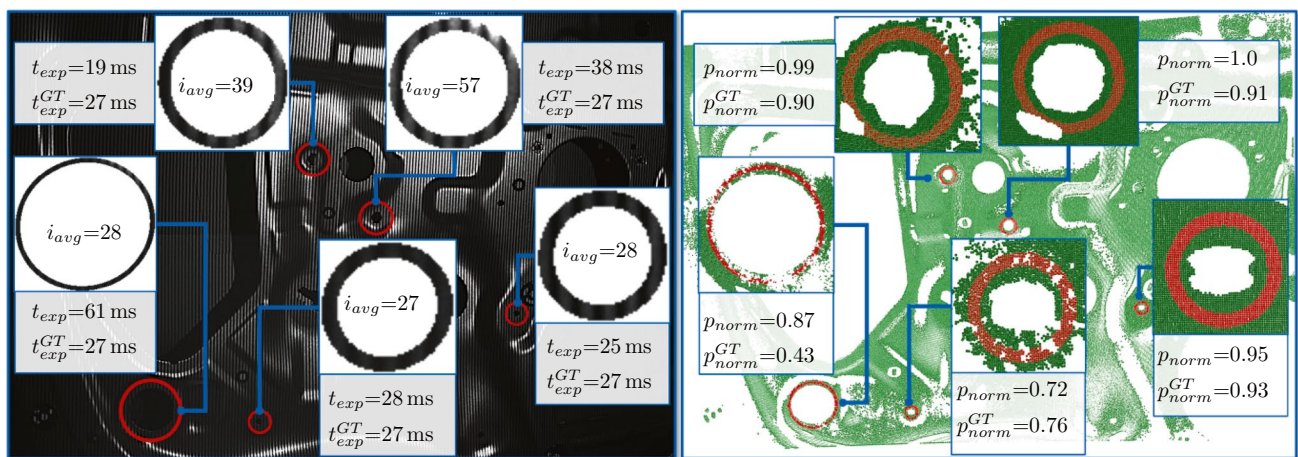 t_exp=19 ms
t_exp^GT=27 ms
i_avg=39
i_avg=57
t_exp=38 ms
t_exp^GT=27 ms
i_avg=28
t_exp=61 ms
t_exp^GT=27 ms
i_avg=27
t_exp=28 ms
t_exp^GT=27 ms
i_avg=28
t_exp=25 ms
t_exp^GT=27 ms
p_norm=0.99
p_norm^GT=0.90
p_norm=1.0
p_norm^GT=0.91
p_norm=0.87
p_norm^GT=0.43
p_norm=0.72
p_norm^GT=0.76
p_norm=0.95
p_norm^GT=0.93